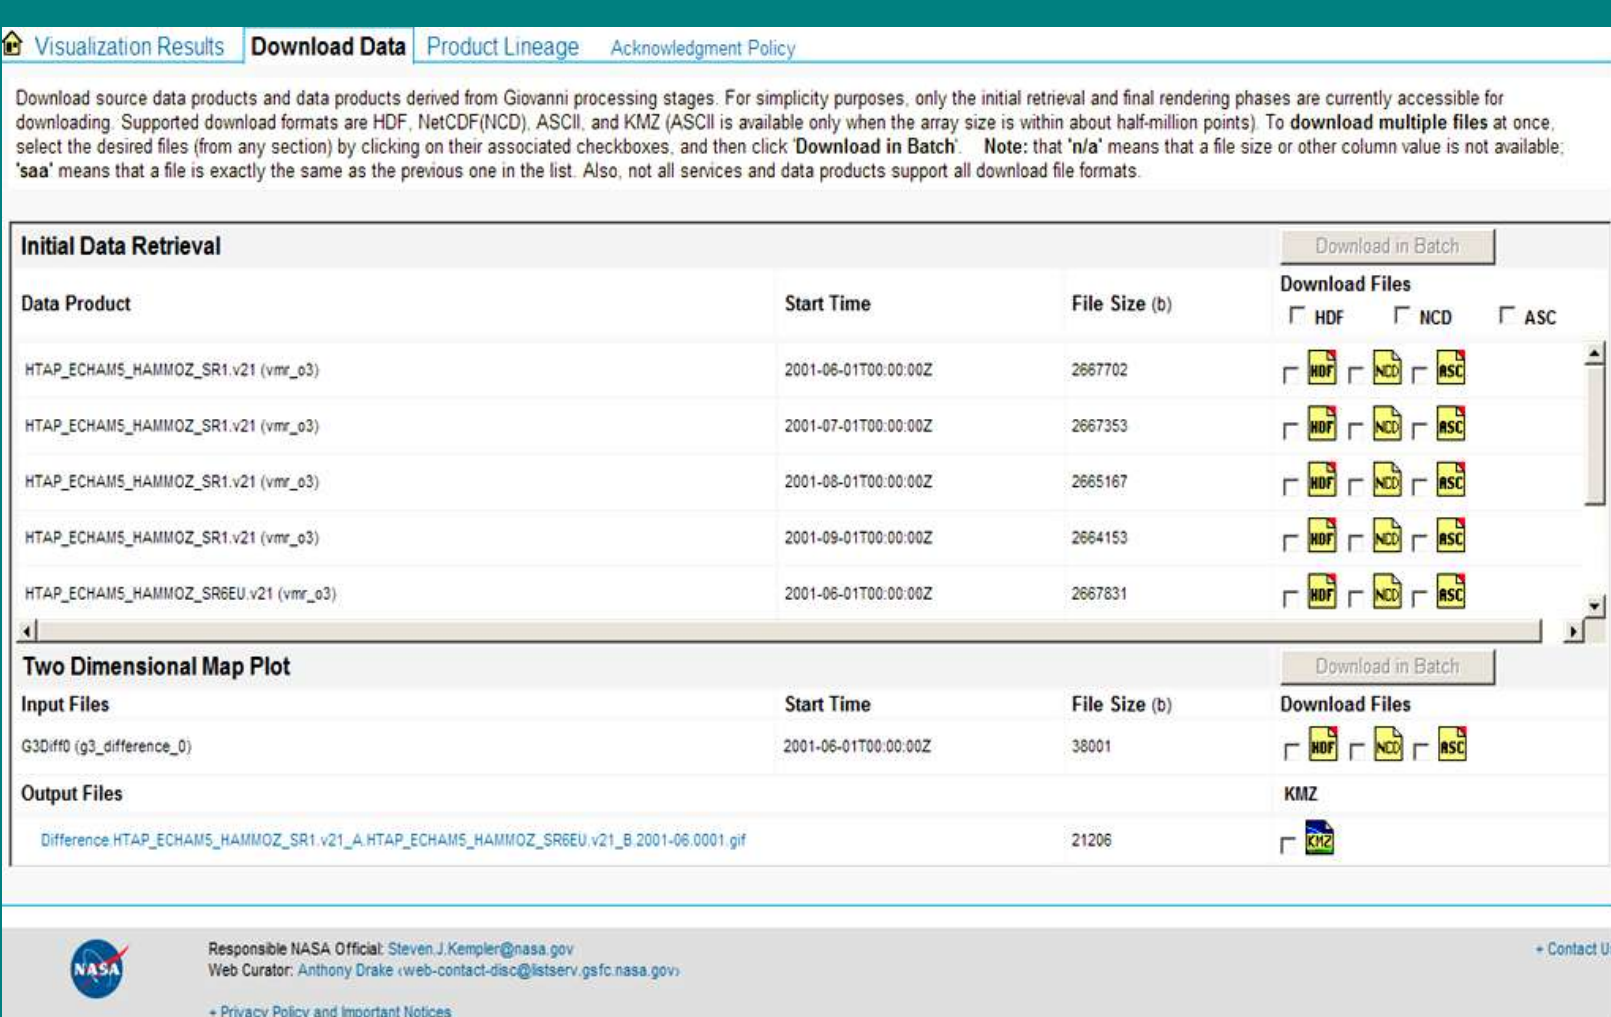 Visualization Results Download Data Product Lineage Acknowledgment Policy
Download source data products and data products derived from Giovanni processing stages. For simplicity purposes, only the initial retrieval and final rendering phases are currently accessible for
downloading. Supported download formats are HDF, NetCDF(NCD), ASCII, and KMZ (ASCII is available only when the array size is within about half-million points). To download multiple files at once,
select the desired files (from any section) by clicking on their associated checkboxes, and then click 'Download in Batch'. Note: that 'n/a' means that a file size or other column value is not available;
'saa' means that a file is exactly the same as the previous one in the list. Also, not all services and data products support all download file formats.
Initial Data Retrieval Download in Batch
Data Product Start Time File Size (b) Download Files
HDF NCD ASC
HTAP_ECHAM5_HAMMOZ_SR1.v21 (vmr_o3) 2001-06-01T00:00:00Z 2667702 HDF NCD ASC
HTAP_ECHAM5_HAMMOZ_SR1.v21 (vmr_o3) 2001-07-01T00:00:00Z 2667353 HDF NCD ASC
HTAP_ECHAM5_HAMMOZ_SR1.v21 (vmr_o3) 2001-08-01T00:00:00Z 2665167 HDF NCD ASC
HTAP_ECHAM5_HAMMOZ_SR1.v21 (vmr_o3) 2001-09-01T00:00:00Z 2664153 HDF NCD ASC
HTAP_ECHAM5_HAMMOZ_SR6EU.v21 (vmr_o3) 2001-06-01T00:00:00Z 2667831 HDF NCD ASC
Two Dimensional Map Plot Download in Batch
Input Files Start Time File Size (b) Download Files
G3Diff0 (g3_difference_0) 2001-06-01T00:00:00Z 38001 HDF NCD ASC
Output Files KMZ
Difference.HTAP_ECHAM5_HAMMOZ_SR1.v21_A.HTAP_ECHAM5_HAMMOZ_SR6EU.v21_B.2001-06.0001.gif 21206 KMZ
NASA
Responsible NASA Official: Steven.J.Kempler@nasa.gov + Contact Us
Web Curator: Anthony Drake <web-contact-disc@listserv.gsfc.nasa.gov>
+ Privacy Policy and Important Notices